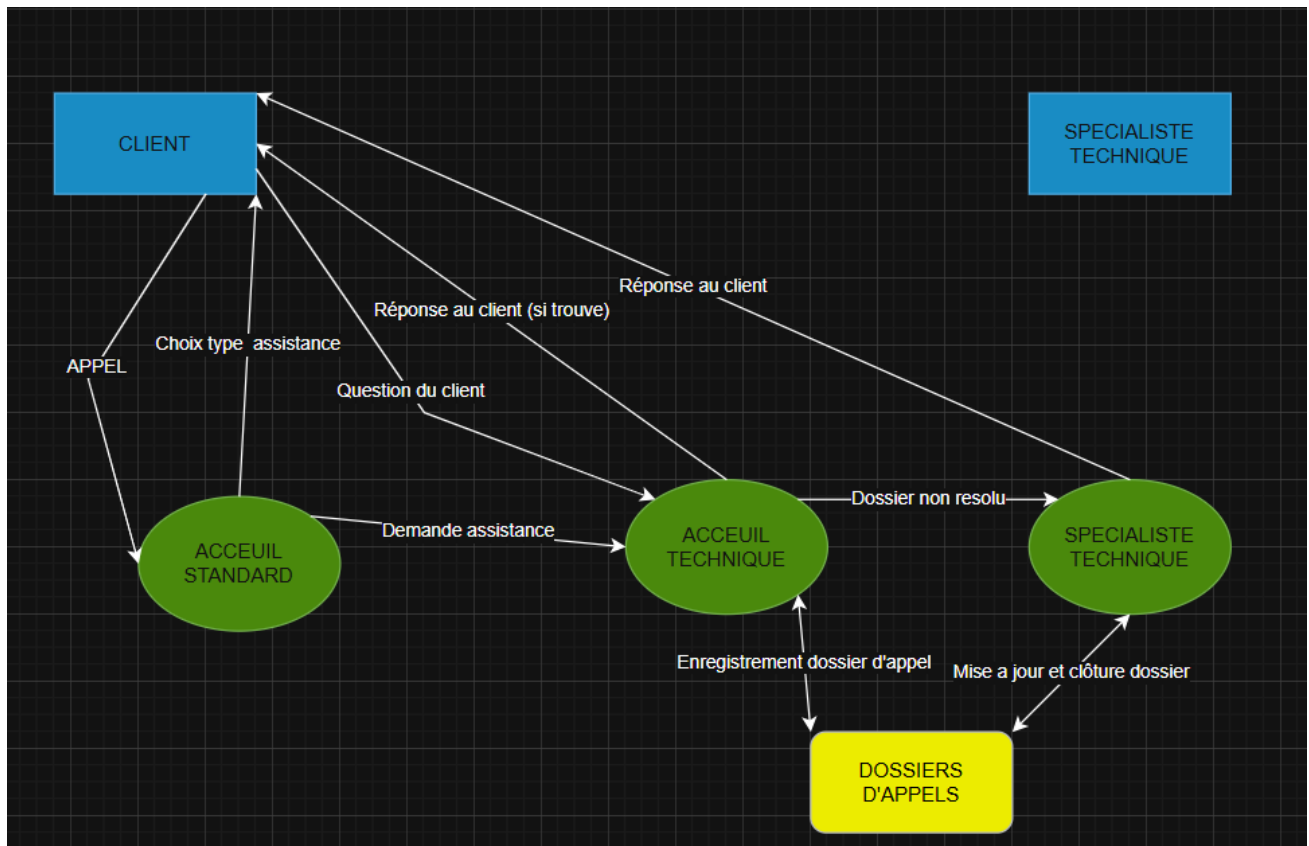 CLIENT
SPECIALISTE
TECHNIQUE
Réponse au client
Réponse au client (si trouve)
Choix type assistance
APPEL
Question du client
Dossier non resolu
Demande assistance
ACCEUIL
STANDARD
ACCEUIL
TECHNIQUE
SPECIALISTE
TECHNIQUE
Enregistrement dossier d'appel
Mise a jour et clôture dossier
DOSSIERS
D'APPELS